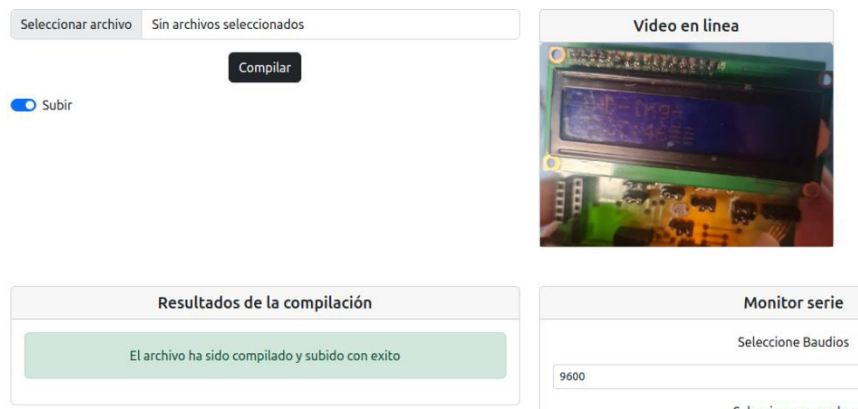 Seleccionar archivo Sin archivos seleccionados
Compilar
Subir
Video en linea
Resultados de la compilación
El archivo ha sido compilado y subido con exito
Monitor serie
Seleccione Baudios
9600